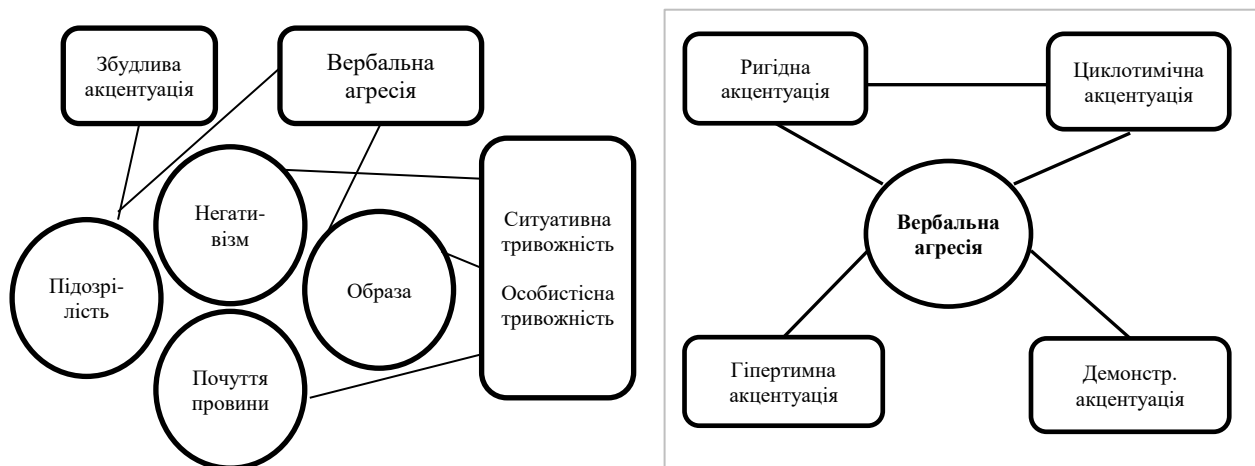 Збудлива
акцентуація
Вербальна
агресія
Негати-
візм
Підозрі-
лість
Образа
Почуття
провини
Ситуативна
тривожність
Особистісна
тривожність
Ригідна
акцентуація
Циклотимічна
акцентуація
Вербальна
агресія
Гіпертимна
акцентуація
Демонстр.
акцентуація